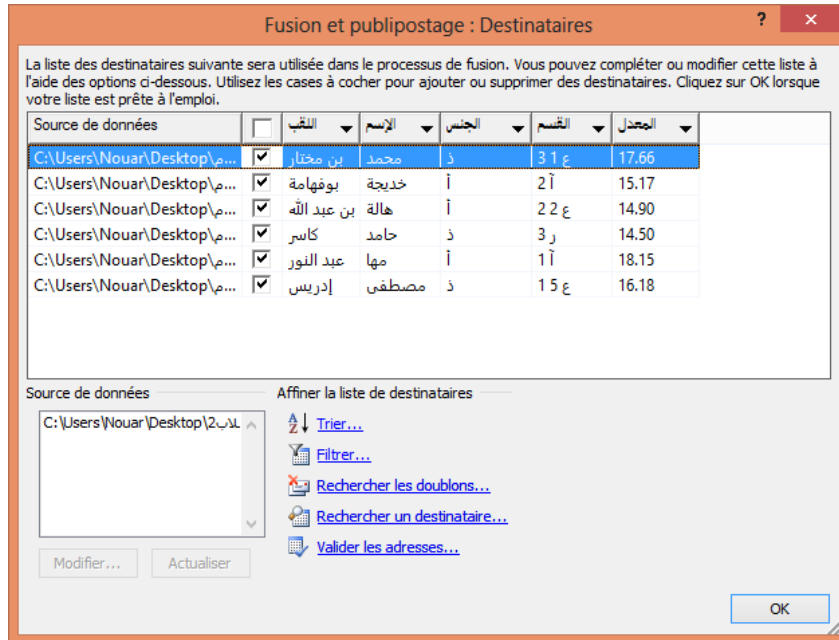 Fusion et publipostage : Destinataires
? ×
La liste des destinataires suivante sera utilisée dans le processus de fusion. Vous pouvez compléter ou modifier cette liste à
l'aide des options ci-dessous. Utilisez les cases à cocher pour ajouter ou supprimer des destinataires. Cliquez sur OK lorsque
votre liste est prête à l'emploi.
Source de données اللقب الإسم الجنس القسم المعدل
C:\Users\Nouar\Desktop\م... بن مختار محمد ذ ع 1 3 17.66
C:\Users\Nouar\Desktop\م... بوفهامة خديجة أ آ 2 15.17
C:\Users\Nouar\Desktop\م... بن عبد الله هالة أ ع 2 2 14.90
C:\Users\Nouar\Desktop\م... كاسر حامد ذ ر 3 14.50
C:\Users\Nouar\Desktop\م... عبد النور مها أ آ 1 18.15
C:\Users\Nouar\Desktop\م... إدريس مصطفى ذ ع 5 1 16.18
Source de données
C:\Users\Nouar\Desktop\2لاب
Affiner la liste de destinataires
Trier...
Filtrer...
Rechercher les doublons...
Rechercher un destinataire...
Valider les adresses...
Modifier... Actualiser
OK